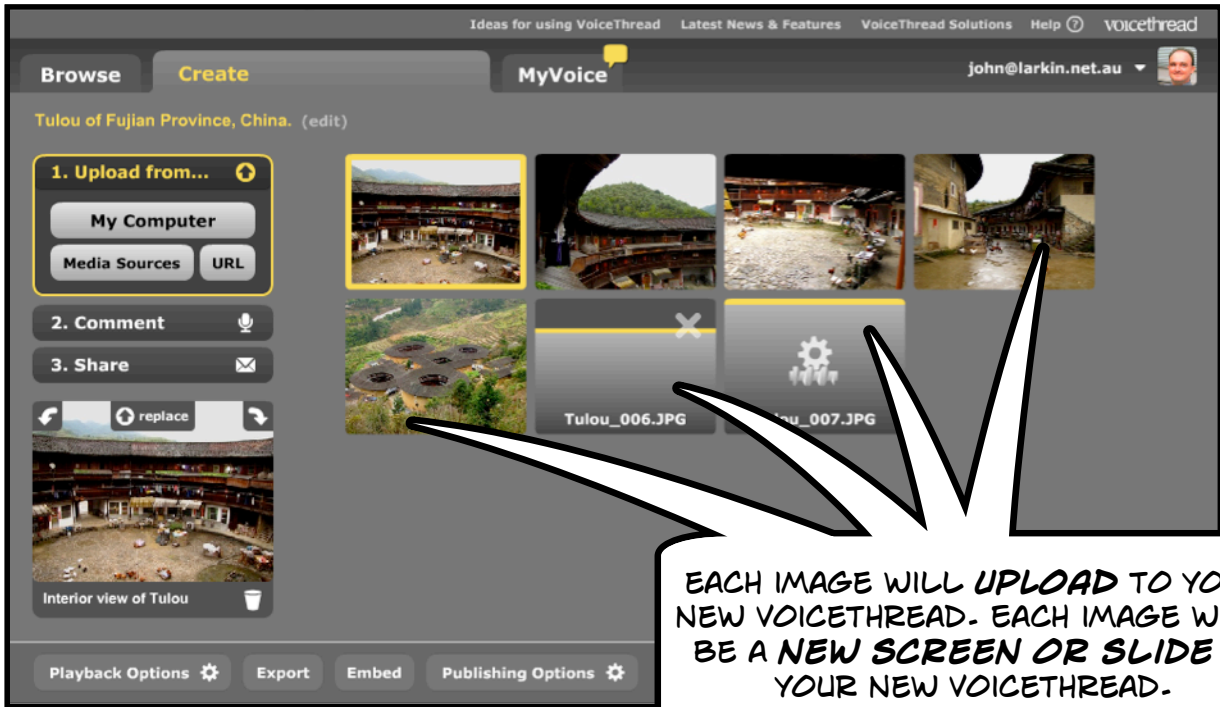 Ideas for using VoiceThread Latest News & Features VoiceThread Solutions Help ? voicethread
Browse Create MyVoice john@larkin.net.au
Tulou of Fujian Province, China. (edit)
1. Upload from...
My Computer
Media Sources URL
2. Comment
3. Share
replace
Interior view of Tulou
Tulou_006.JPG
ou_007.JPG
Playback Options Export Embed Publishing Options
EACH IMAGE WILL UPLOAD TO YO
NEW VOICETHREAD. EACH IMAGE W
BE A NEW SCREEN OR SLIDE
YOUR NEW VOICETHREAD.